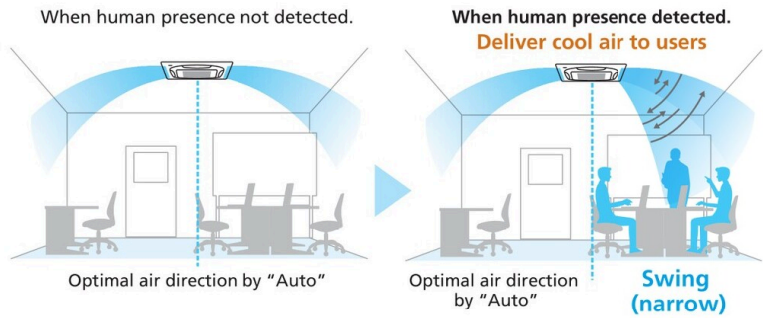 When human presence not detected.
Optimal air direction by “Auto”
When human presence detected.
Deliver cool air to users
Optimal air direction
by “Auto”
Swing
(narrow)